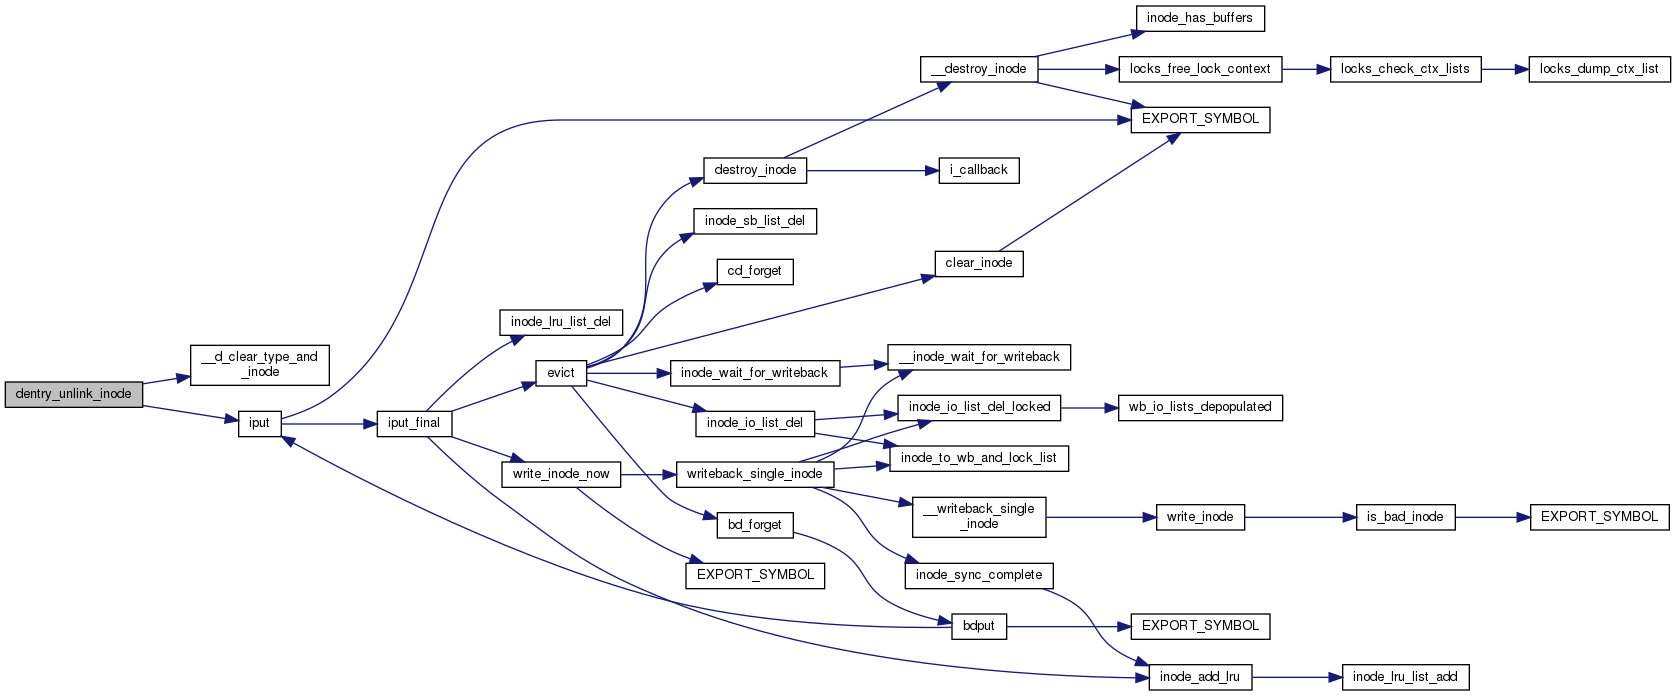 inode_has_buffers
__destroy_inode
locks_free_lock_context
locks_check_ctx_lists
locks_dump_ctx_list
EXPORT_SYMBOL
destroy_inode
i_callback
inode_sb_list_del
clear_inode
cd_forget
inode_lru_list_del
__d_clear_type_and
_inode
__inode_wait_for_writeback
evict
inode_wait_for_writeback
dentry_unlink_inode
inode_io_list_del_locked
wb_io_lists_depopulated
iput
iput_final
inode_io_list_del
inode_to_wb_and_lock_list
write_inode_now
writeback_single_inode
__writeback_single
_inode
write_inode
is_bad_inode
EXPORT_SYMBOL
bd_forget
EXPORT_SYMBOL
inode_sync_complete
bdput
EXPORT_SYMBOL
inode_add_lru
inode_lru_list_add